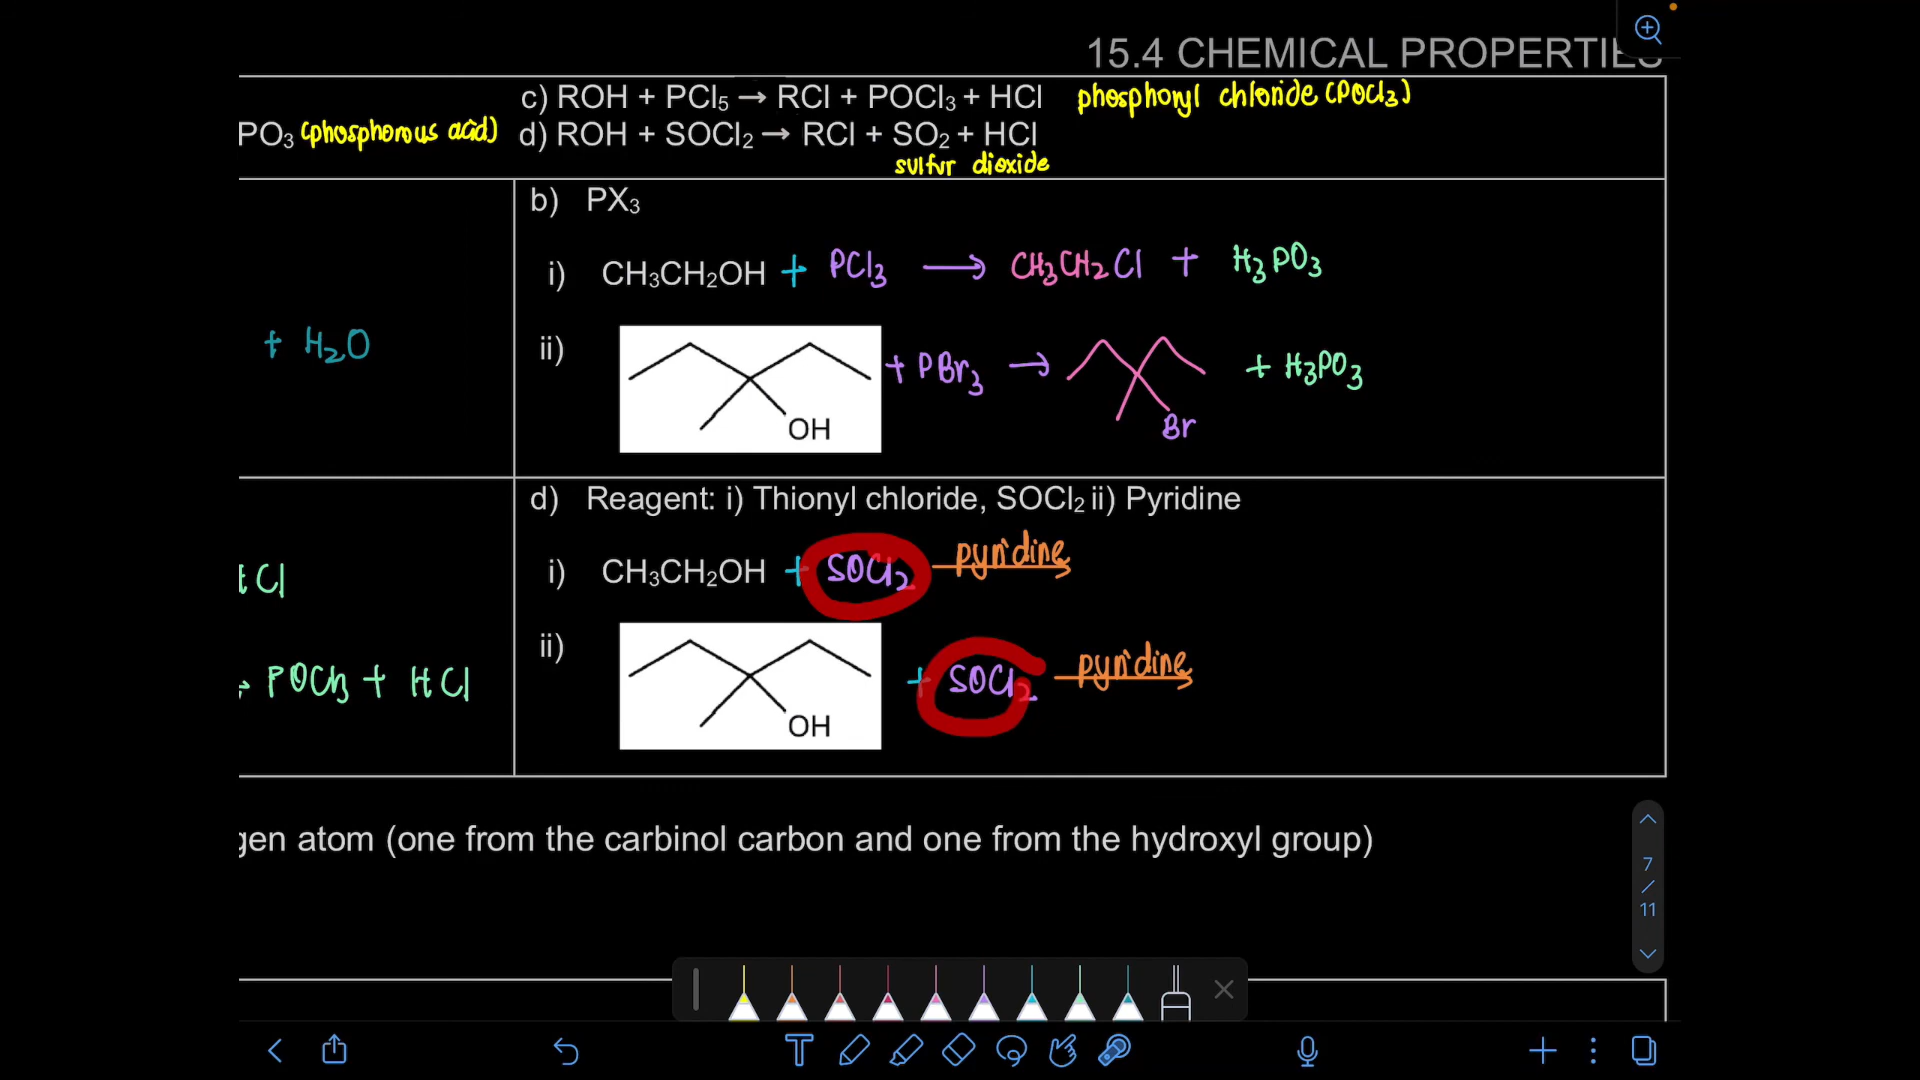 15.4 CHEMICAL PROPERTIES
c) ROH + PCl5 → RCl + POCl3 + HCl phosphoryl chloride (POCl3)
PO3 (phosphorous acid) d) ROH + SOCl2 → RCl + SO2 + HCl
sulfur dioxide
b) PX3
i) CH3CH2OH + PCl3 → CH3CH2Cl + H3PO3
+ H2O
ii) OH + PBr3 → Br + H3PO3
d) Reagent: i) Thionyl chloride, SOCl2 ii) Pyridine
i) CH3CH2OH + SOCl2 pyridine
HCl
ii) OH + SOCl2 pyridine
→ POCl3 + HCl
gen atom (one from the carbinol carbon and one from the hydroxyl group)
7
/
11